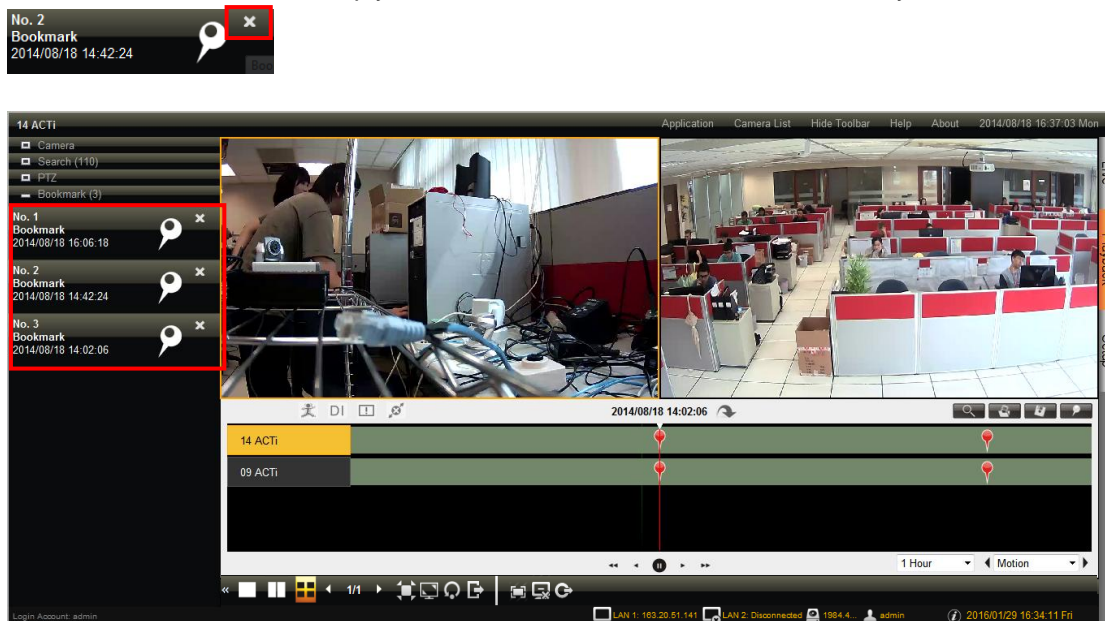 No. 2
Bookmark
2014/08/18 14:42:24
14 ACTi
Application Camera List Hide Toolbar Help About 2014/08/18 16:37:03 Mon
Camera
Search (110)
PTZ
Bookmark (3)
No. 1
Bookmark
2014/08/18 16:06:18
No. 2
Bookmark
2014/08/18 14:42:24
No. 3
Bookmark
2014/08/18 14:02:06
DI
2014/08/18 14:02:06
14 ACTi
09 ACTi
1 Hour
Motion
1/1
Login Account: admin
LAN 1: 163.20.51.141
LAN 2: Disconnected
1984.4...
admin
2016/01/29 16:34:11 Fri